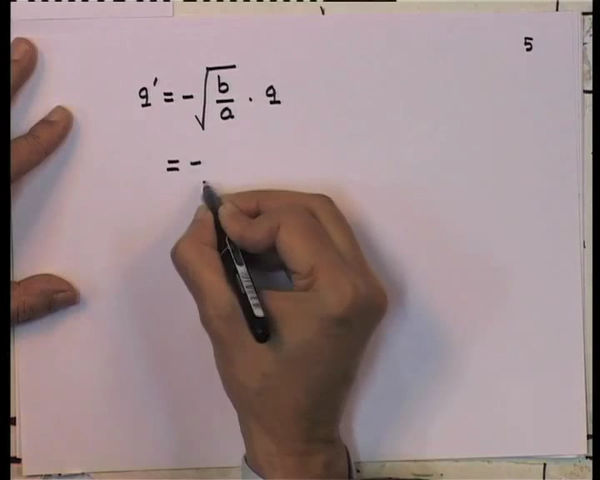 5
q' = - √(b/a) · q
= -